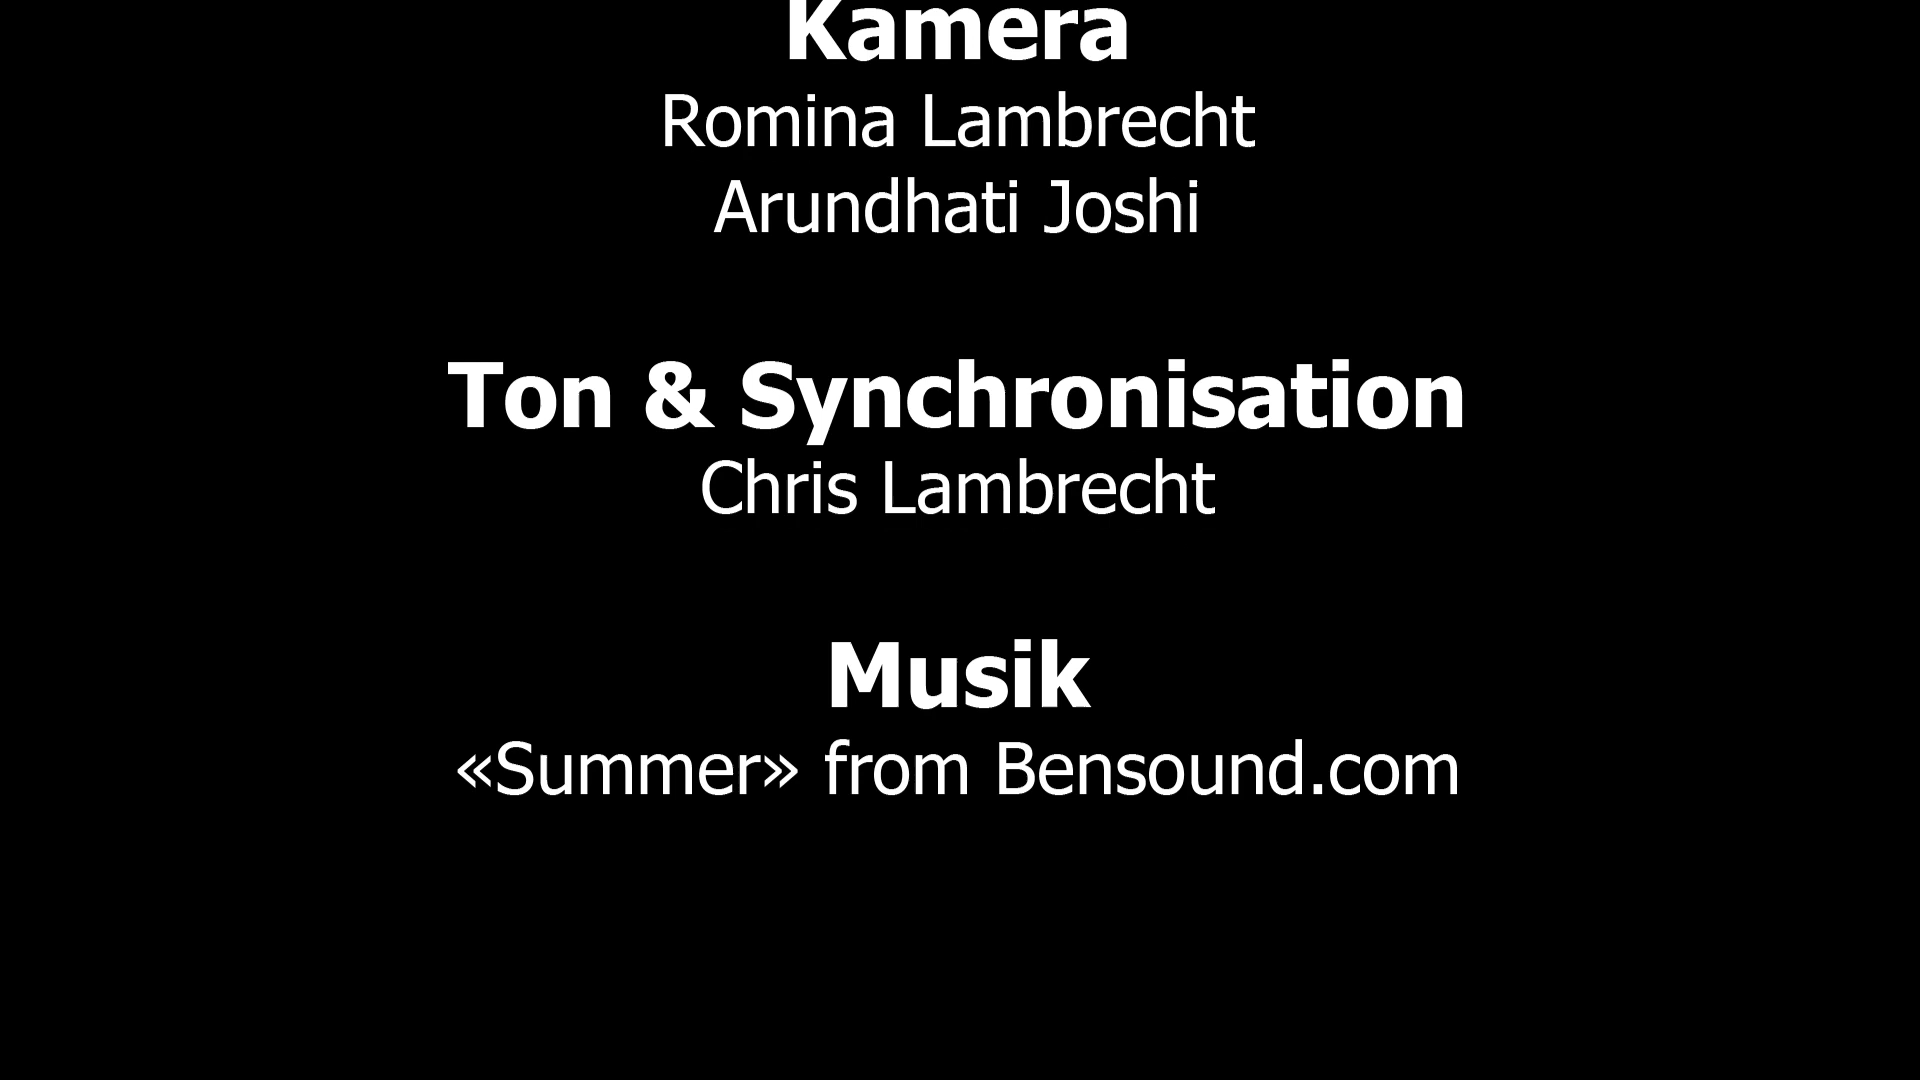 Kamera
Romina Lambrecht
Arundhati Joshi
Ton & Synchronisation
Chris Lambrecht
Musik
«Summer» from Bensound.com